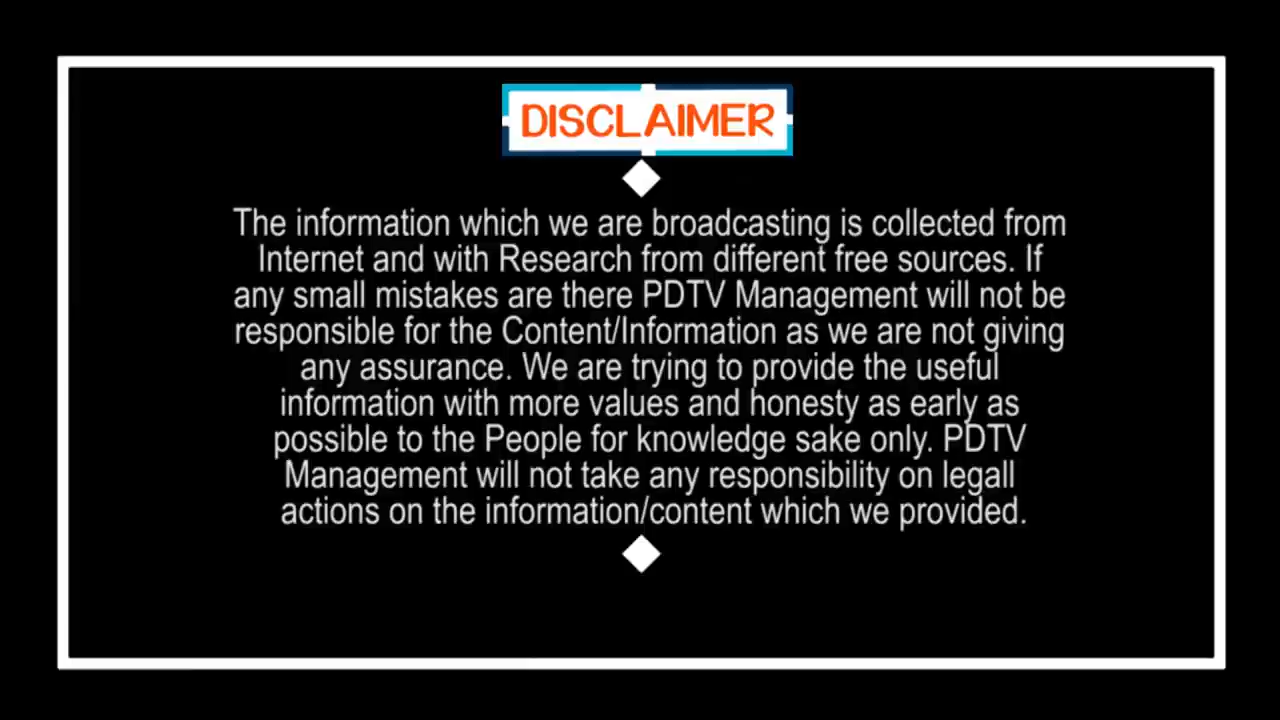 DISCLAIMER
The information which we are broadcasting is collected from
Internet and with Research from different free sources. If
any small mistakes are there PDTV Management will not be
responsible for the Content/Information as we are not giving
any assurance. We are trying to provide the useful
information with more values and honesty as early as
possible to the People for knowledge sake only. PDTV
Management will not take any responsibility on legall
actions on the information/content which we provided.